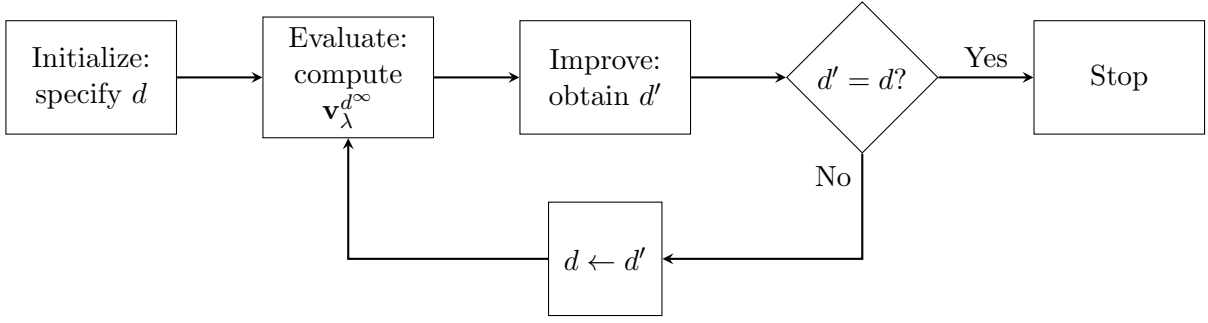 Initialize:
specify d
Evaluate:
compute
𝐯_λ^{d^∞}
Improve:
obtain d′
d′ = d?
Yes
Stop
No
d ← d′